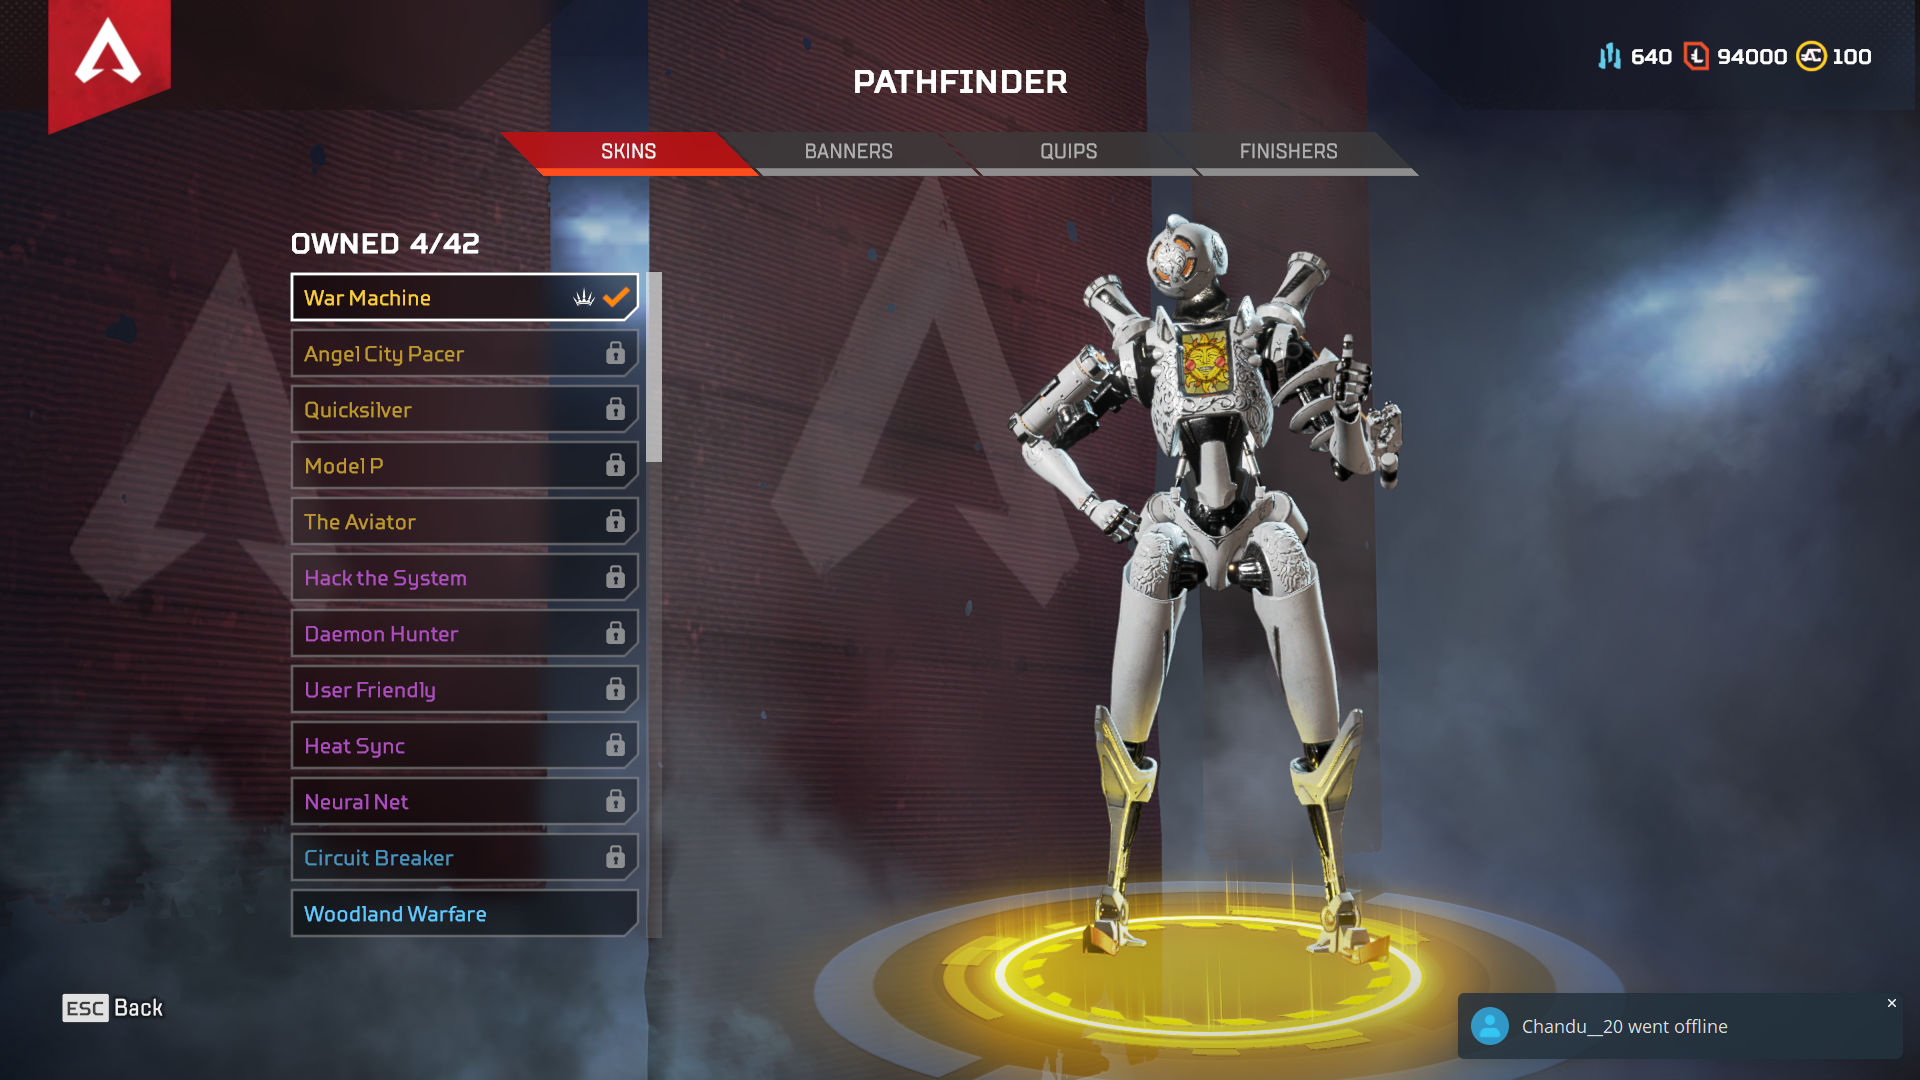 PATHFINDER
640 94000 100
SKINS BANNERS QUIPS FINISHERS
OWNED 4/42
War Machine
Angel City Pacer
Quicksilver
Model P
The Aviator
Hack the System
Daemon Hunter
User Friendly
Heat Sync
Neural Net
Circuit Breaker
Woodland Warfare
ESC Back
Chandu__20 went offline